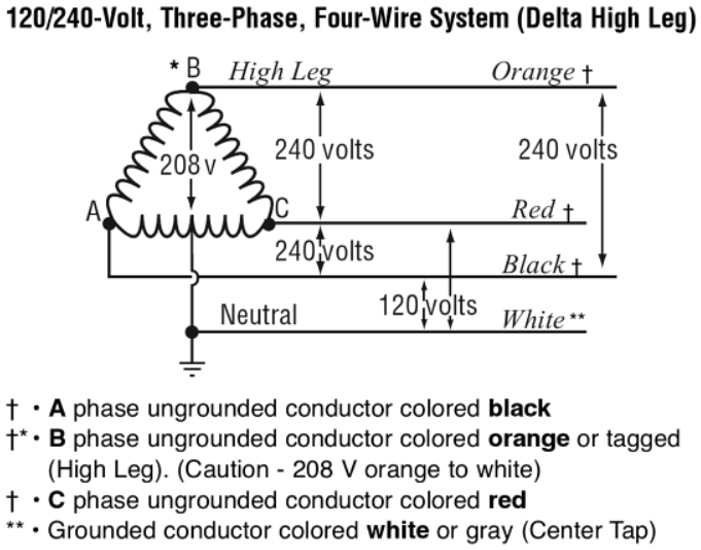 120/240-Volt, Three-Phase, Four-Wire System (Delta High Leg)
* B High Leg Orange †
240 volts 240 volts
208 v
A C Red †
240 volts
Black †
120 volts
Neutral White **
† • A phase ungrounded conductor colored black
†* • B phase ungrounded conductor colored orange or tagged
(High Leg). (Caution - 208 V orange to white)
† • C phase ungrounded conductor colored red
** • Grounded conductor colored white or gray (Center Tap)